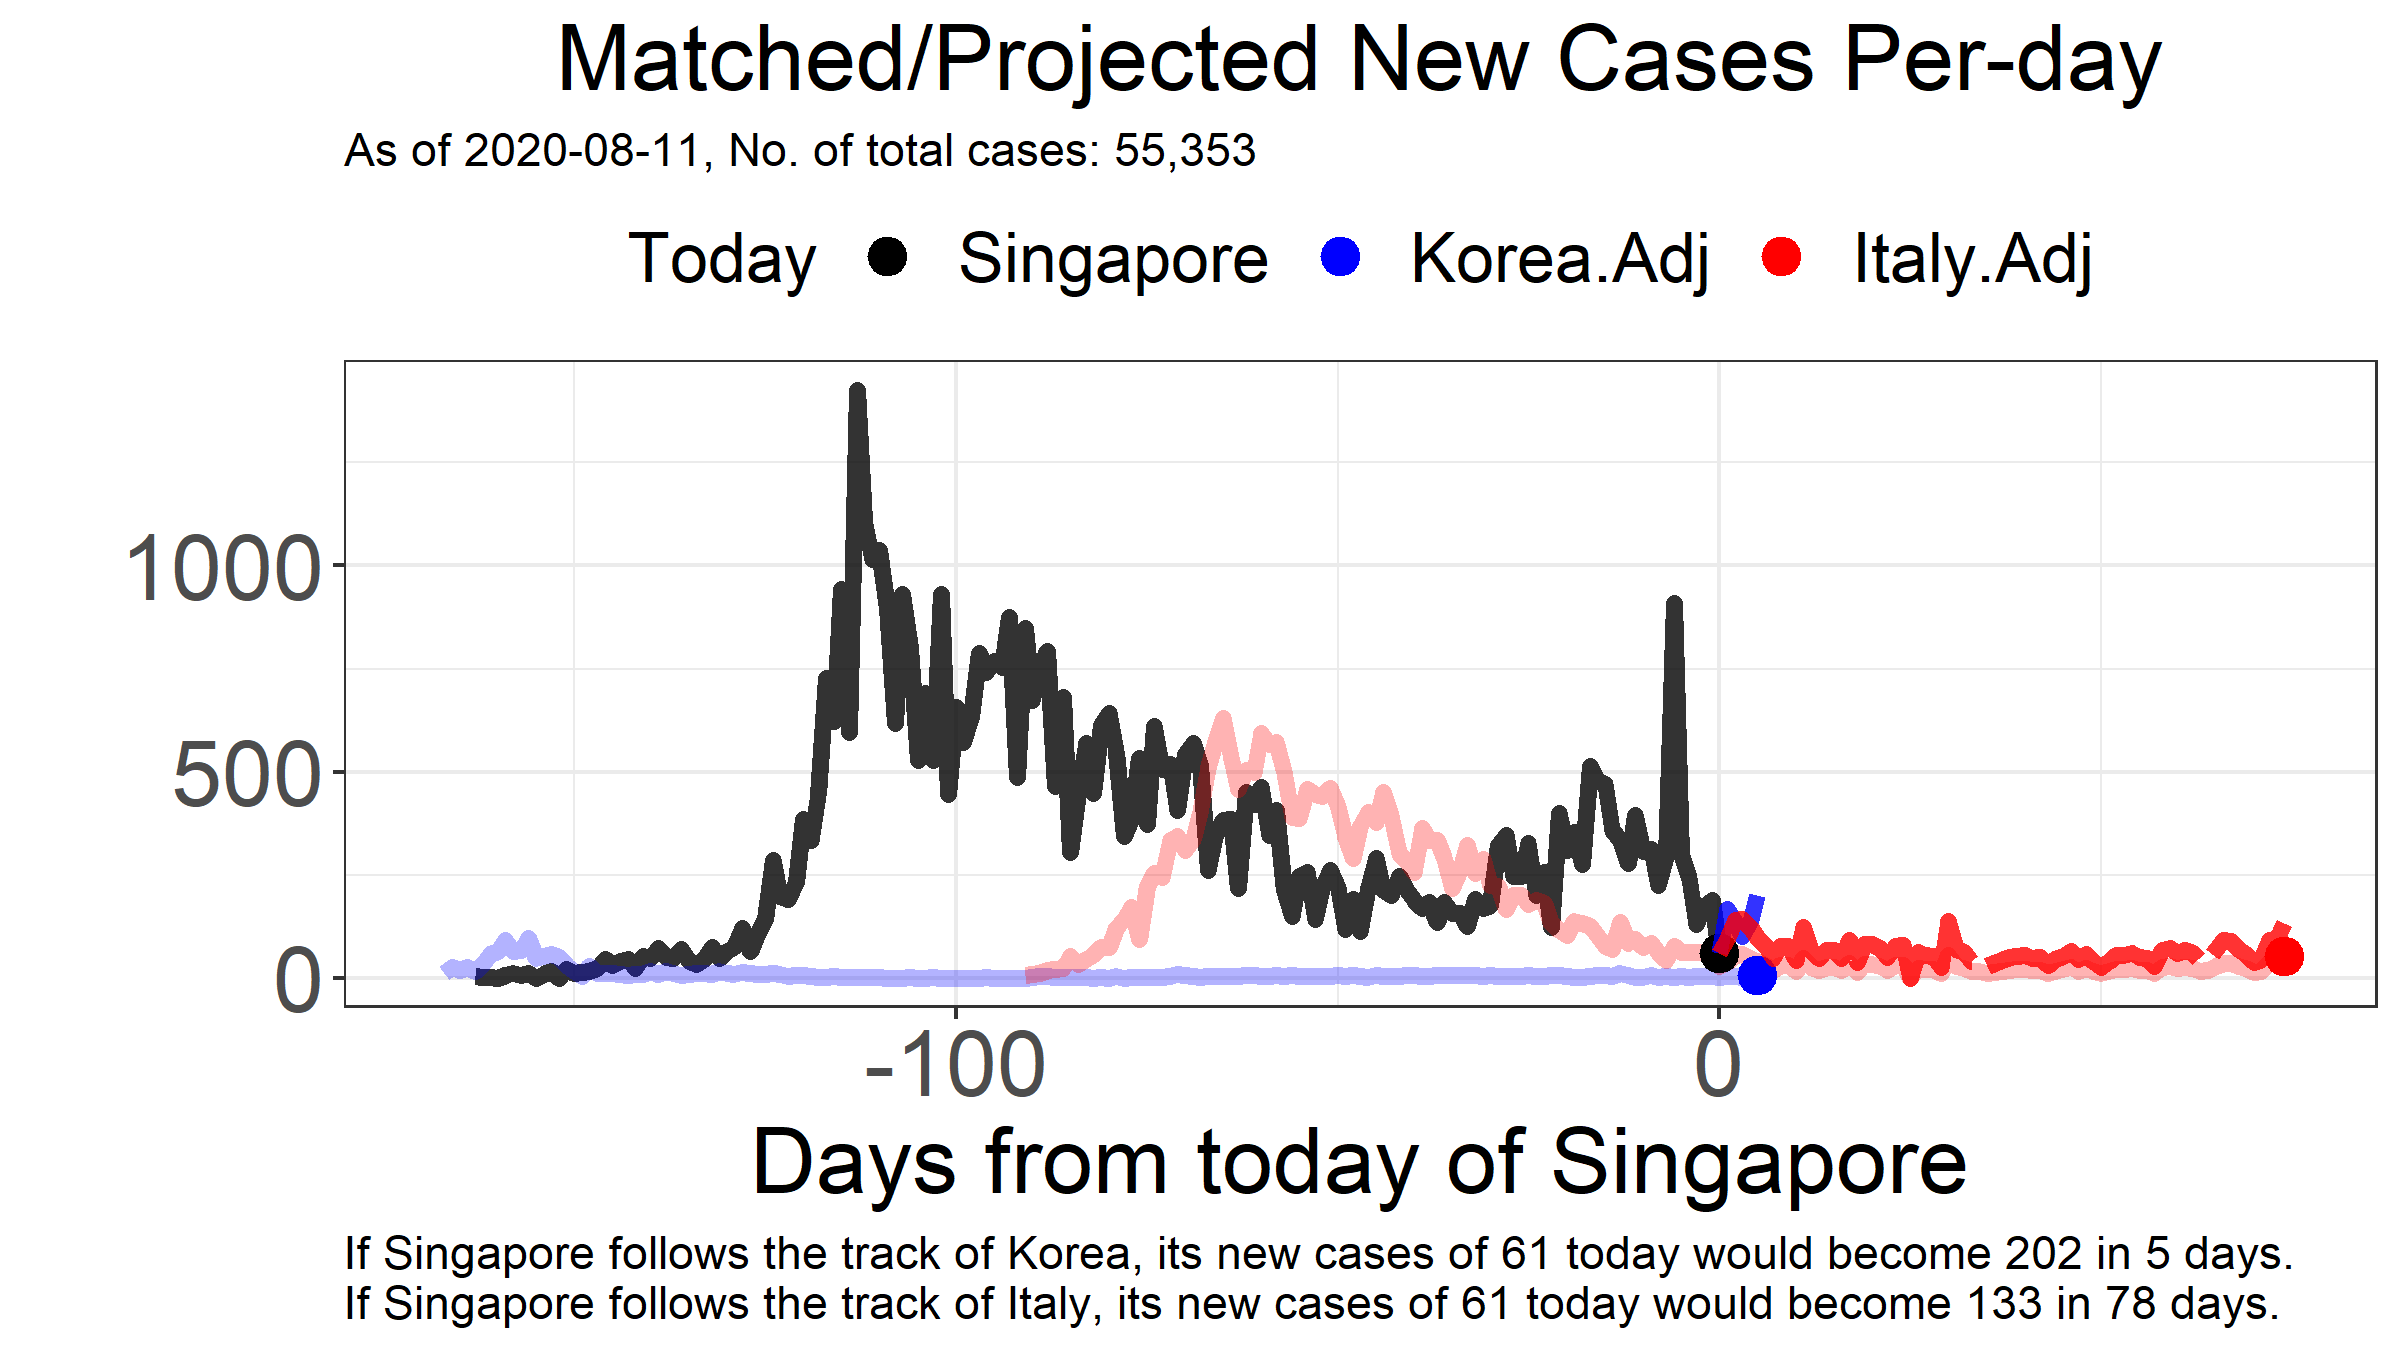 Matched/Projected New Cases Per-day
As of 2020-08-11, No. of total cases: 55,353
Today Singapore Korea.Adj Italy.Adj
1000
500
0
-100 0
Days from today of Singapore
If Singapore follows the track of Korea, its new cases of 61 today would become 202 in 5 days.
If Singapore follows the track of Italy, its new cases of 61 today would become 133 in 78 days.